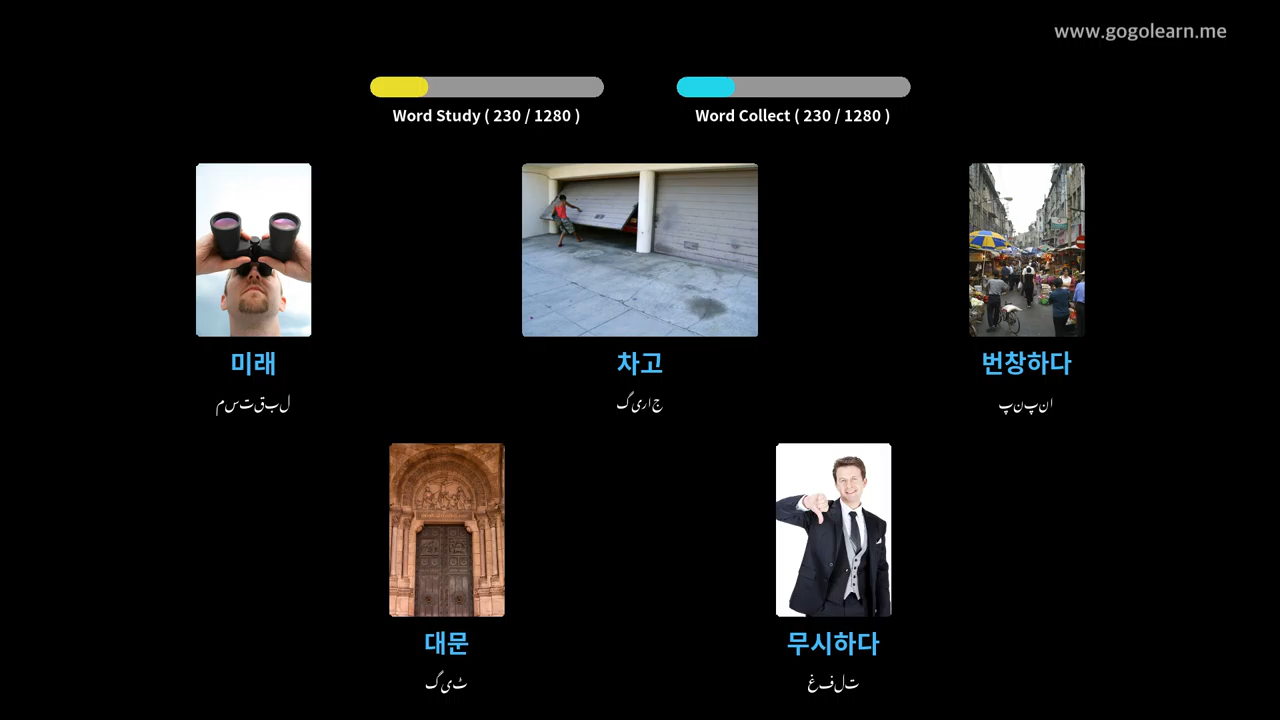 www.gogolearn.me
Word Study ( 230 / 1280 )
Word Collect ( 230 / 1280 )
미래
مستقبل
차고
گیراج
번창하다
پنپنا
대문
گیٹ
무시하다
غفلت